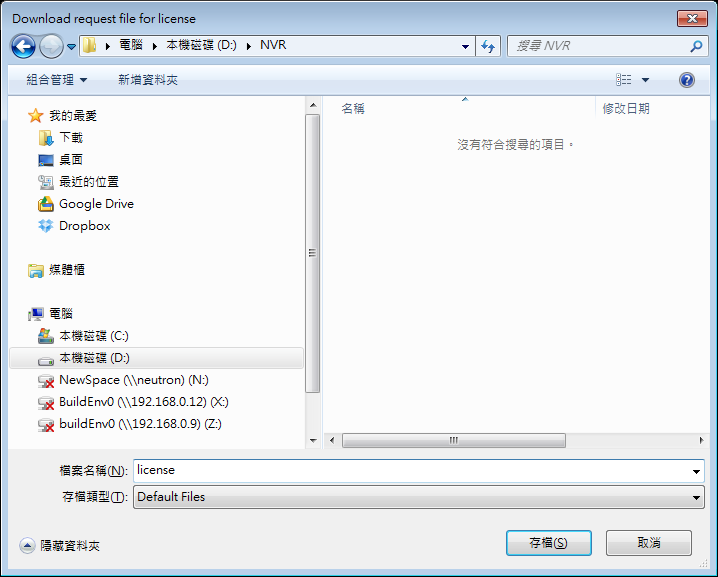 Download request file for license
電腦 本機磁碟 (D:) NVR 搜尋 NVR
組合管理 新增資料夾
我的最愛
下載
桌面
最近的位置
Google Drive
Dropbox
媒體櫃
電腦
本機磁碟 (C:)
本機磁碟 (D:)
NewSpace (\\neutron) (N:)
BuildEnv0 (\\192.168.0.12) (X:)
buildEnv0 (\\192.168.0.9) (Z:)
名稱 修改日期
沒有符合搜尋的項目。
檔案名稱(N): license
存檔類型(T): Default Files
隱藏資料夾 存檔(S) 取消